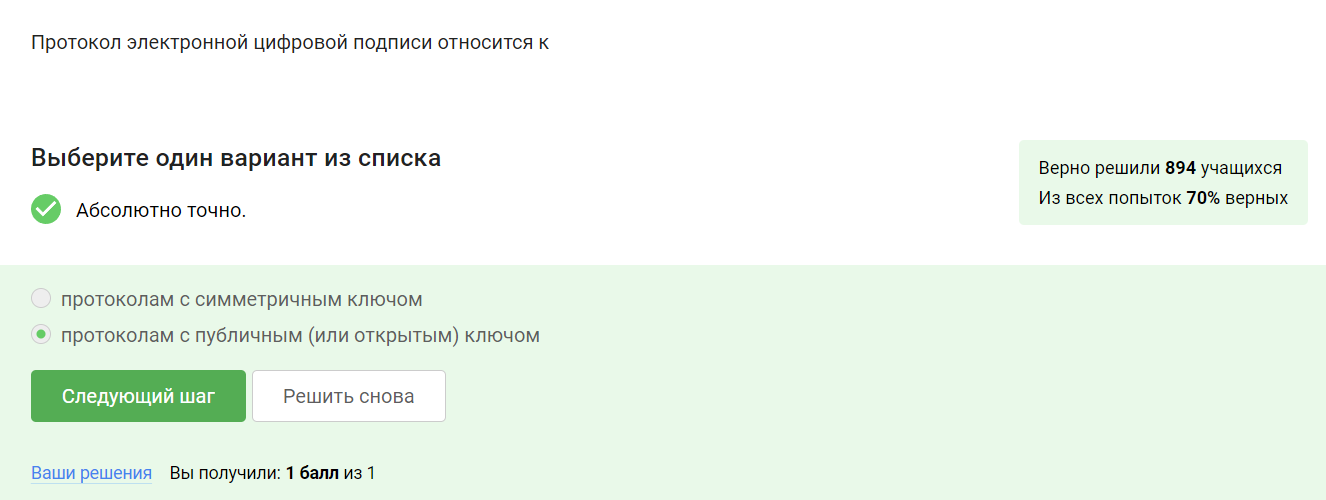 Протокол электронной цифровой подписи относится к
Выберите один вариант из списка
Абсолютно точно.
Верно решили 894 учащихся
Из всех попыток 70% верных
протоколам с симметричным ключом
протоколам с публичным (или открытым) ключом
Следующий шаг Решить снова
Ваши решения Вы получили: 1 балл из 1